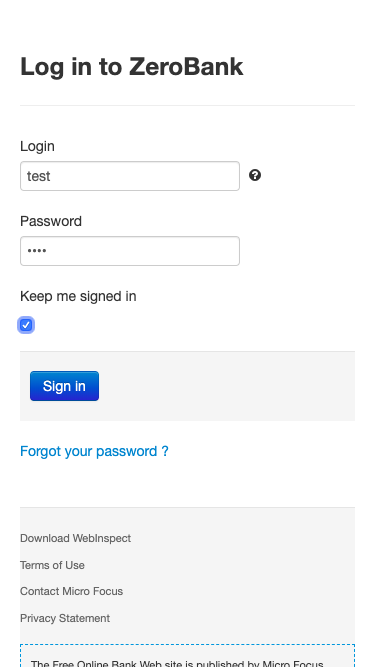 Log in to ZeroBank
Login
test
Password
••••
Keep me signed in
Sign in
Forgot your password ?
Download WebInspect
Terms of Use
Contact Micro Focus
Privacy Statement
The Free Online Bank Web site is published by Micro Focus